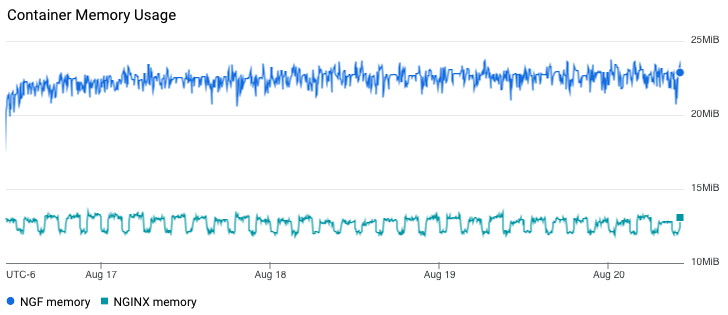 Container Memory Usage
25MiB
20MiB
15MiB
10MiB
UTC-6 Aug 17 Aug 18 Aug 19 Aug 20
NGF memory NGINX memory